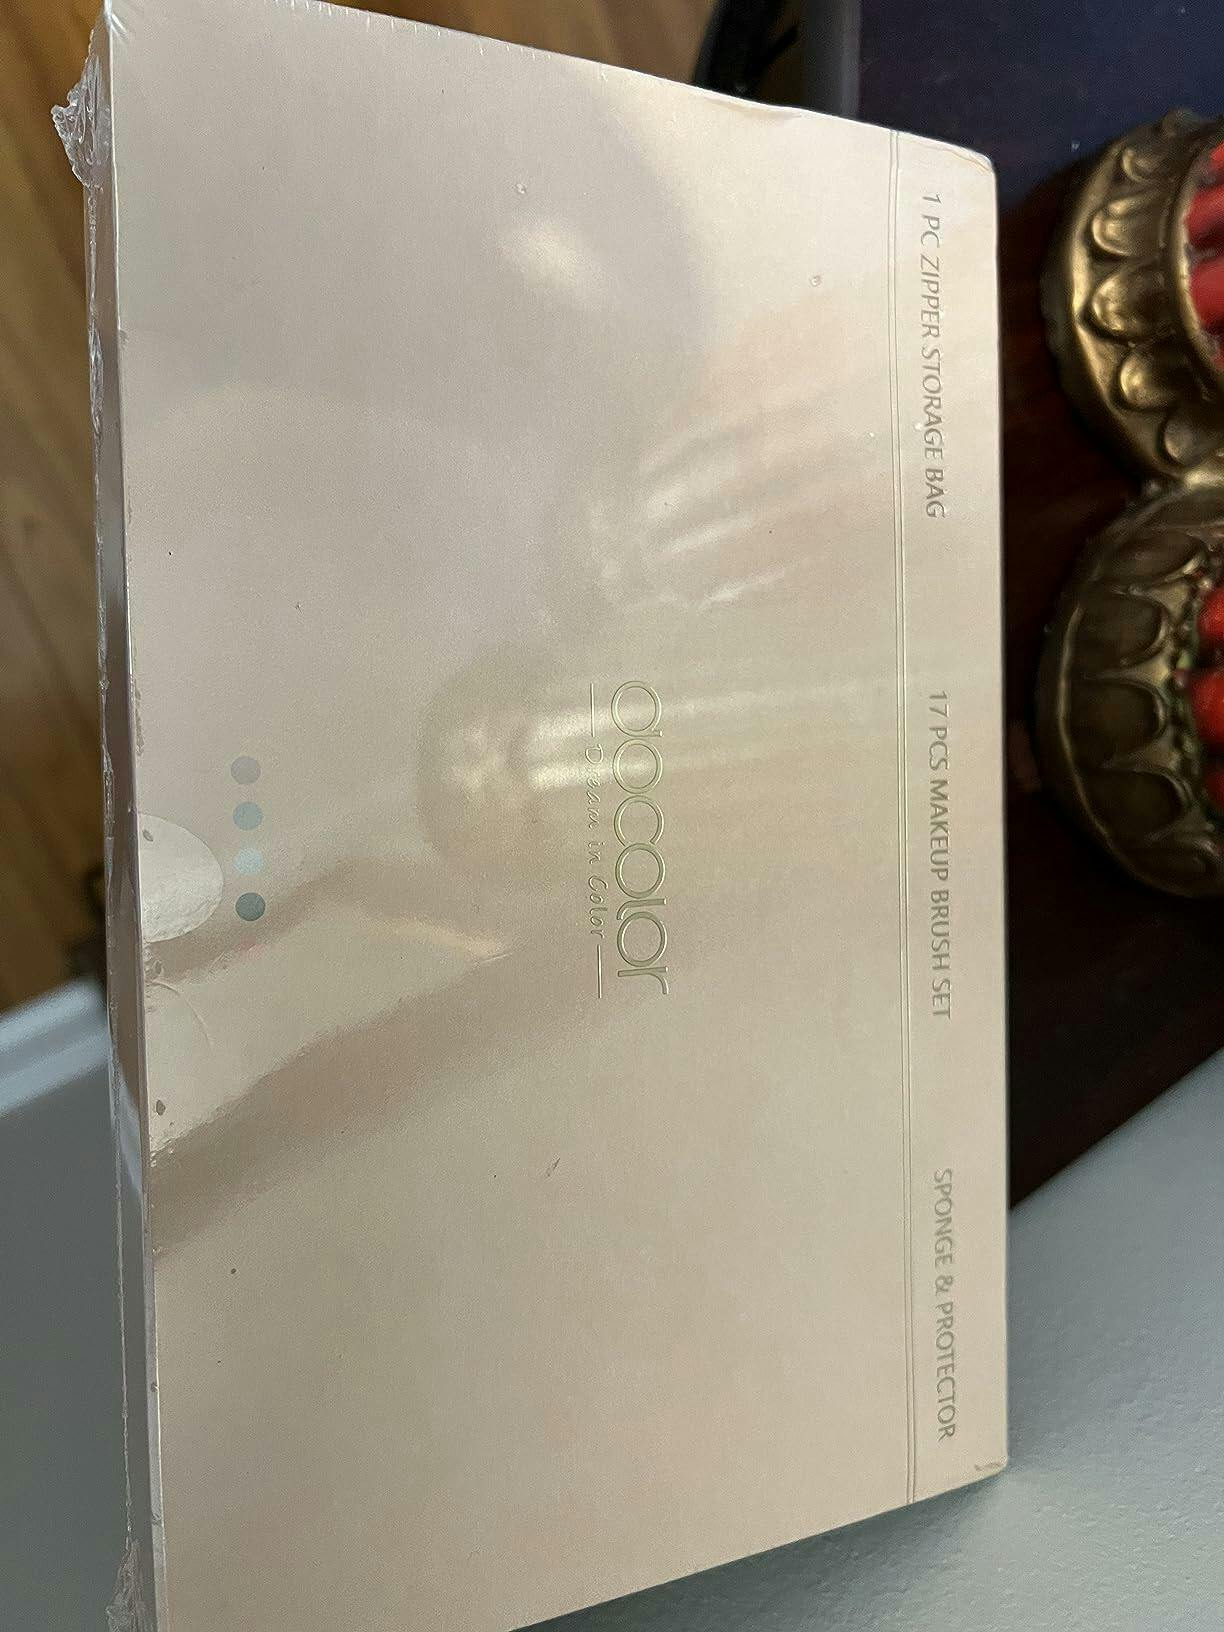 1 PC ZIPPER STORAGE BAG
17 PCS MAKEUP BRUSH SET
SPONGE & PROTECTOR
docolor
Dream in Color